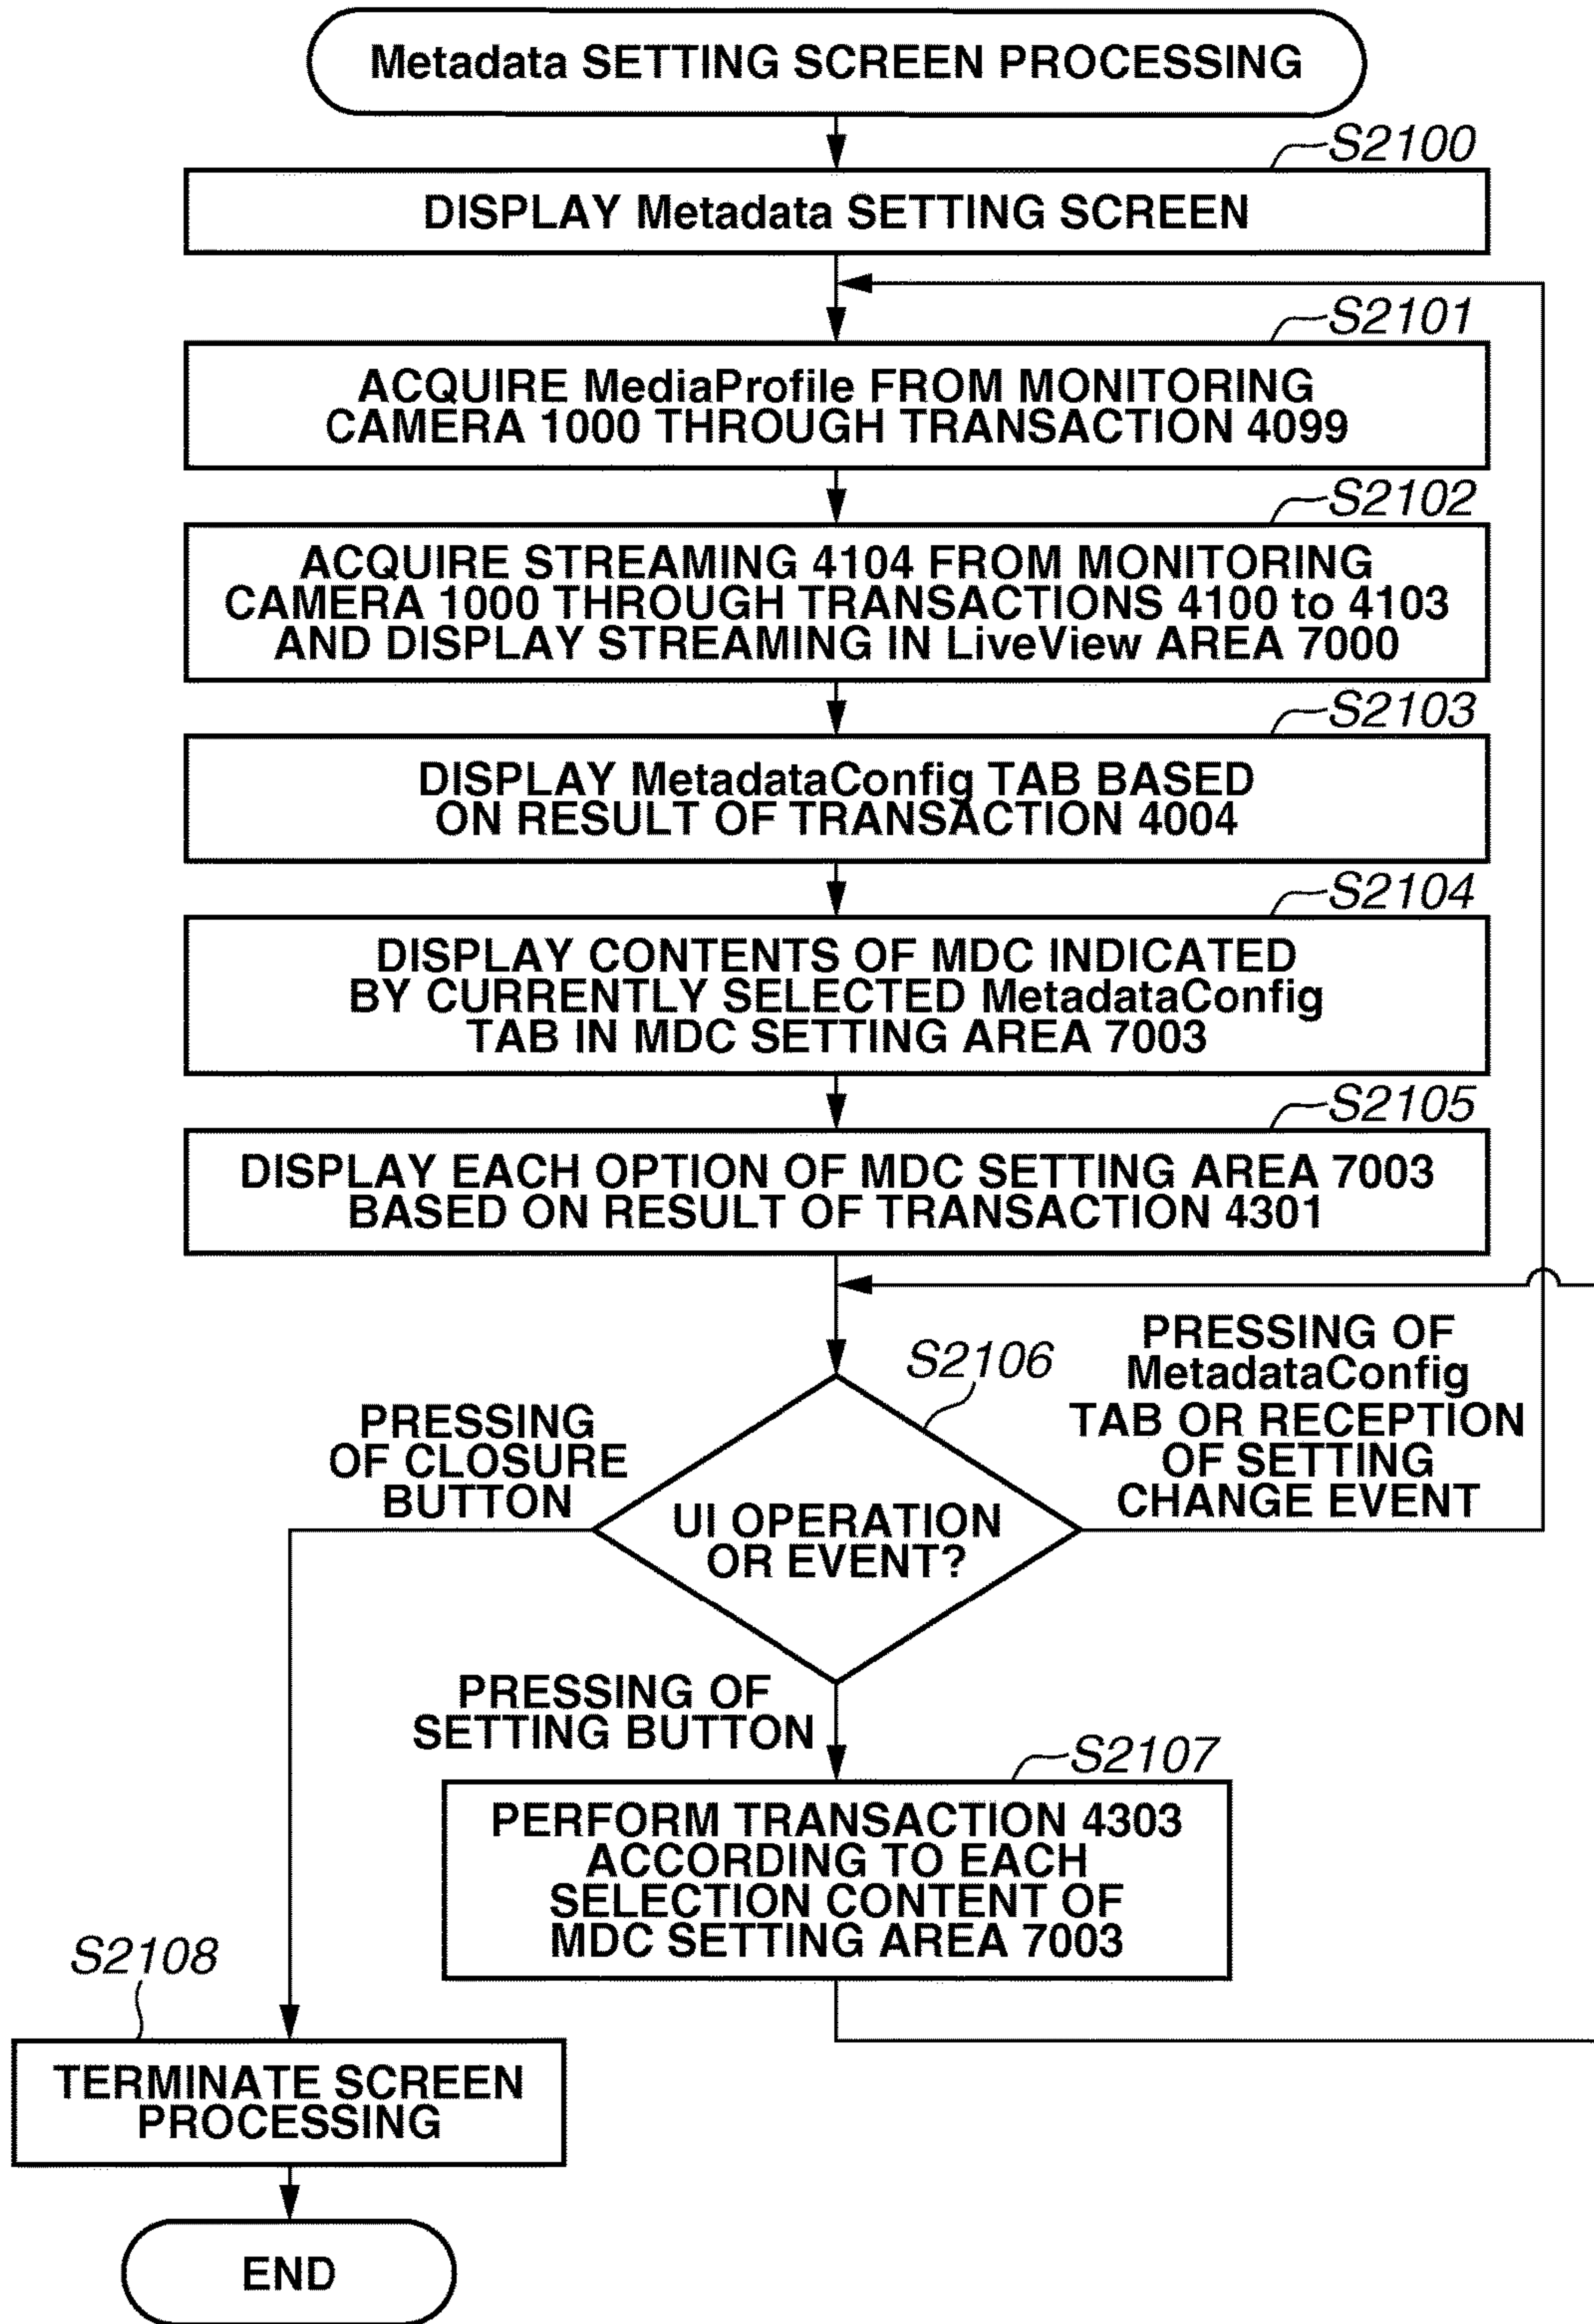 Metadata SETTING SCREEN PROCESSING
S2100
DISPLAY Metadata SETTING SCREEN
S2101
ACQUIRE MediaProfile FROM MONITORING
CAMERA 1000 THROUGH TRANSACTION 4099
S2102
ACQUIRE STREAMING 4104 FROM MONITORING
CAMERA 1000 THROUGH TRANSACTIONS 4100 to 4103
AND DISPLAY STREAMING IN LiveView AREA 7000
S2103
DISPLAY MetadataConfig TAB BASED
ON RESULT OF TRANSACTION 4004
S2104
DISPLAY CONTENTS OF MDC INDICATED
BY CURRENTLY SELECTED MetadataConfig
TAB IN MDC SETTING AREA 7003
S2105
DISPLAY EACH OPTION OF MDC SETTING AREA 7003
BASED ON RESULT OF TRANSACTION 4301
S2106
UI OPERATION
OR EVENT?
PRESSING OF
MetadataConfig
TAB OR RECEPTION
OF SETTING
CHANGE EVENT
PRESSING
OF CLOSURE
BUTTON
PRESSING OF
SETTING BUTTON
S2107
PERFORM TRANSACTION 4303
ACCORDING TO EACH
SELECTION CONTENT OF
MDC SETTING AREA 7003
S2108
TERMINATE SCREEN
PROCESSING
END